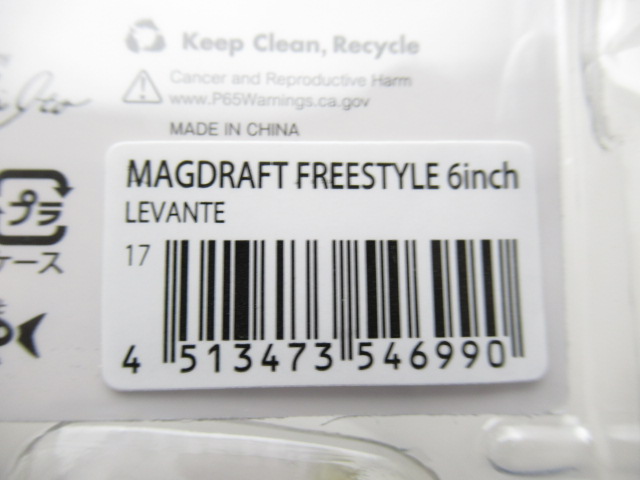 Keep Clean, Recycle
Cancer and Reproductive Harm
www.P65Warnings.ca.gov
MADE IN CHINA
MAGDRAFT FREESTYLE 6inch
LEVANTE
17
4 513473 546990
プラ
ケース